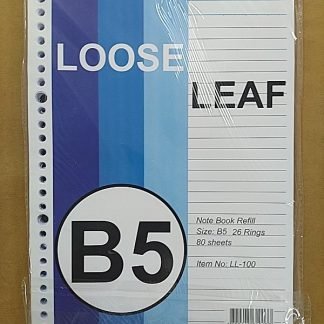 LOOSE
LEAF
B5
Note Book Refill
Size: B5 26 Rings
80 sheets
Item No: LL-100